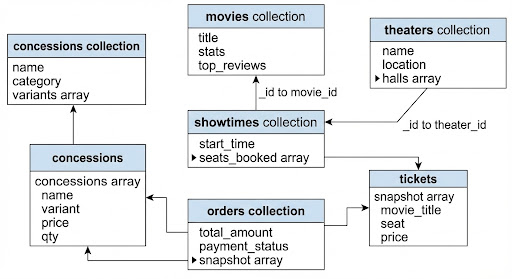 movies collection
title
stats
top_reviews
theaters collection
name
location
halls array
concessions collection
name
category
variants array
_id to movie_id
_id to theater_id
showtimes collection
start_time
seats_booked array
concessions
concessions array
name
variant
price
qty
tickets
snapshot array
movie_title
seat
price
orders collection
total_amount
payment_status
snapshot array